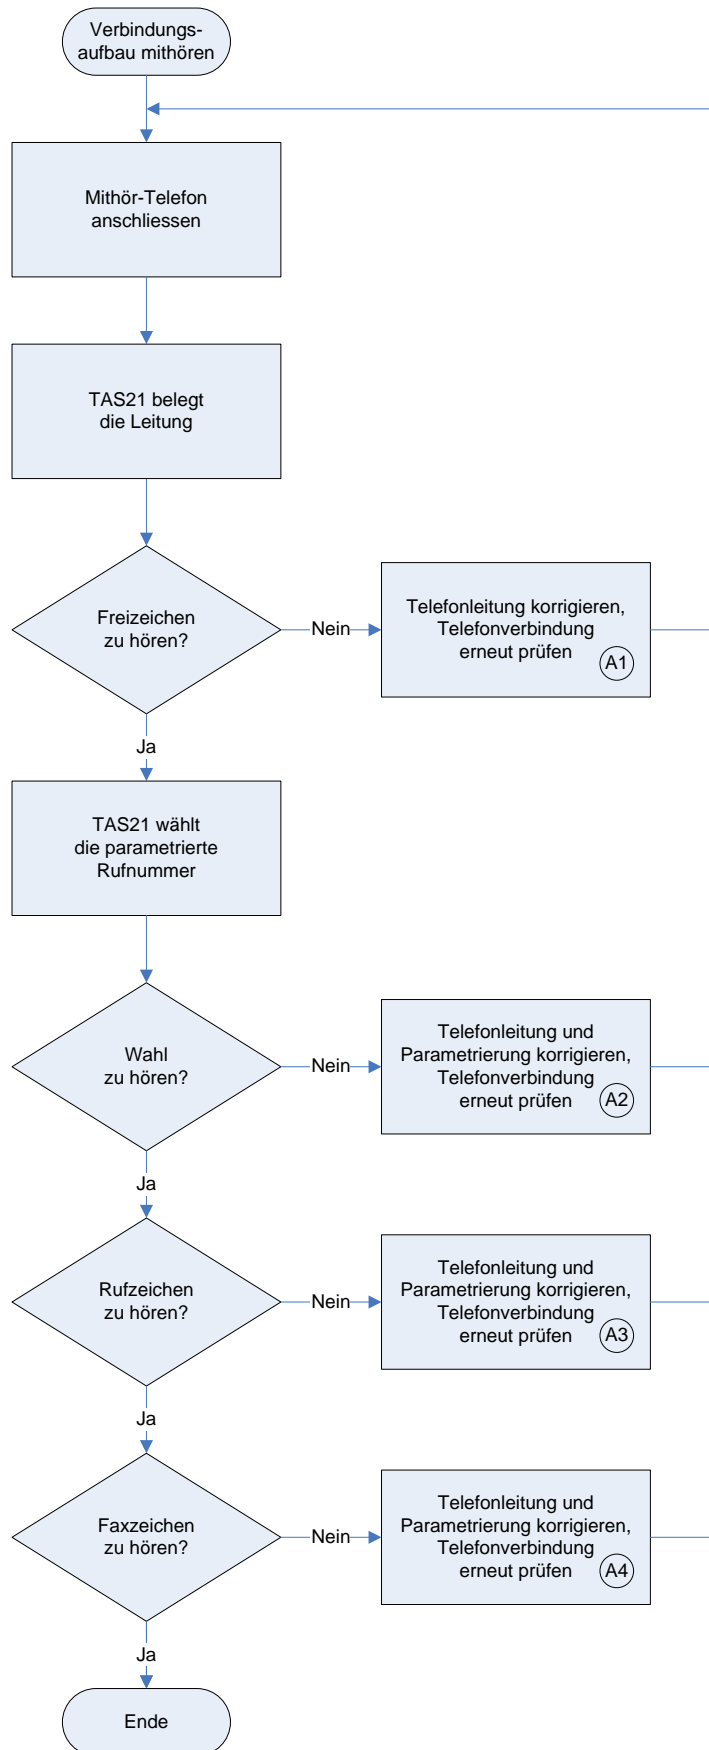 Verbindungs-
aufbau mithören
Mithör-Telefon
anschliessen
TAS21 belegt
die Leitung
Freizeichen
zu hören?
Nein
Telefonleitung korrigieren,
Telefonverbindung
erneut prüfen
A1
Ja
TAS21 wählt
die parametrierte
Rufnummer
Wahl
zu hören?
Nein
Telefonleitung und
Parametrierung korrigieren,
Telefonverbindung
erneut prüfen
A2
Ja
Rufzeichen
zu hören?
Nein
Telefonleitung und
Parametrierung korrigieren,
Telefonverbindung
erneut prüfen
A3
Ja
Faxzeichen
zu hören?
Nein
Telefonleitung und
Parametrierung korrigieren,
Telefonverbindung
erneut prüfen
A4
Ja
Ende